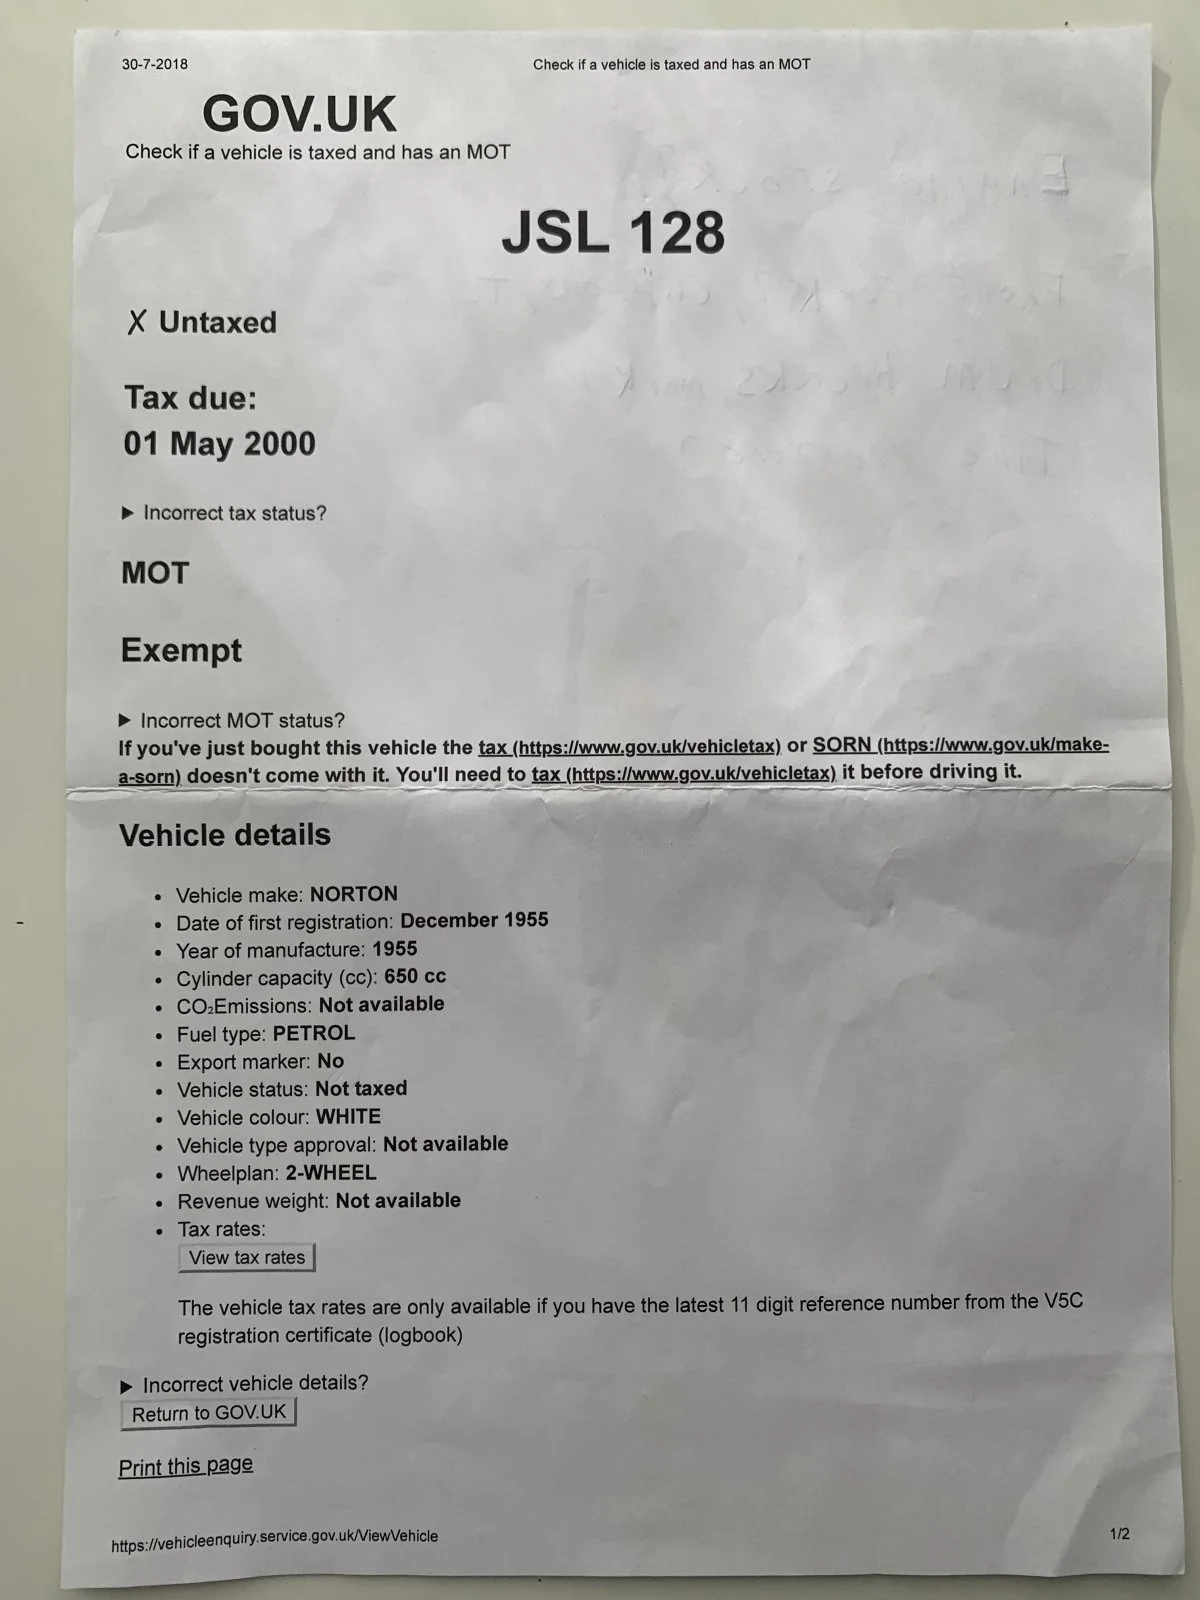 30-7-2018 Check if a vehicle is taxed and has an MOT
GOV.UK
Check if a vehicle is taxed and has an MOT
JSL 128
✗ Untaxed
Tax due:
01 May 2000
▶ Incorrect tax status?
MOT
Exempt
▶ Incorrect MOT status?
If you've just bought this vehicle the tax (https://www.gov.uk/vehicletax) or SORN (https://www.gov.uk/make-
a-sorn) doesn't come with it. You'll need to tax (https://www.gov.uk/vehicletax) it before driving it.
Vehicle details
• Vehicle make: NORTON
• Date of first registration: December 1955
• Year of manufacture: 1955
• Cylinder capacity (cc): 650 cc
• CO₂Emissions: Not available
• Fuel type: PETROL
• Export marker: No
• Vehicle status: Not taxed
• Vehicle colour: WHITE
• Vehicle type approval: Not available
• Wheelplan: 2-WHEEL
• Revenue weight: Not available
• Tax rates:
View tax rates
The vehicle tax rates are only available if you have the latest 11 digit reference number from the V5C
registration certificate (logbook)
▶ Incorrect vehicle details?
Return to GOV.UK
Print this page
https://vehicleenquiry.service.gov.uk/ViewVehicle 1/2